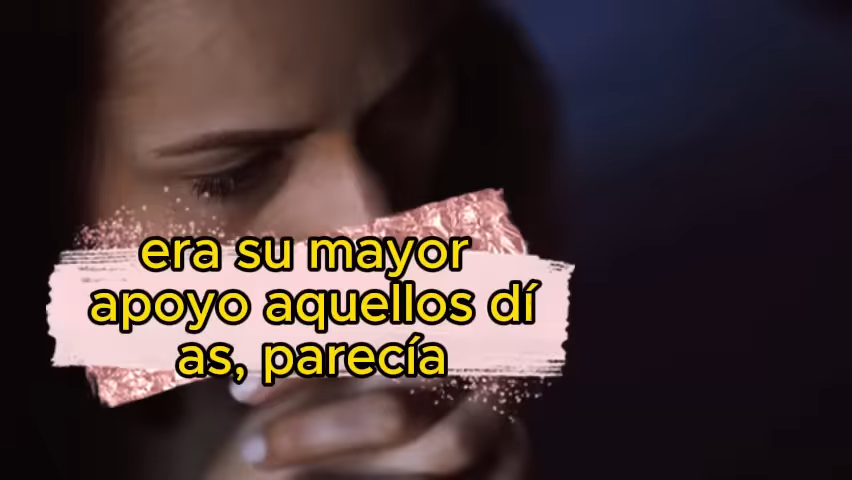 era su mayor
apoyo aquellos dí
as, parecía